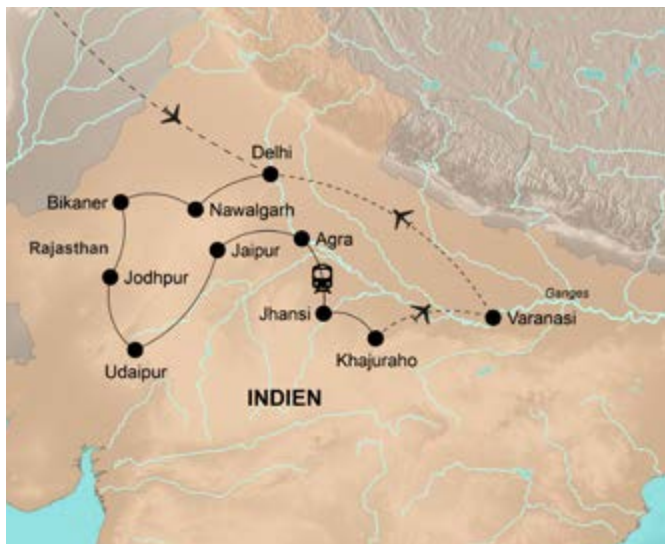 Delhi
Bikaner
Nawalgarh
Rajasthan
Jaipur
Agra
Jodhpur
Ganges
Jhansi
Varanasi
Khajuraho
Udaipur
INDIEN